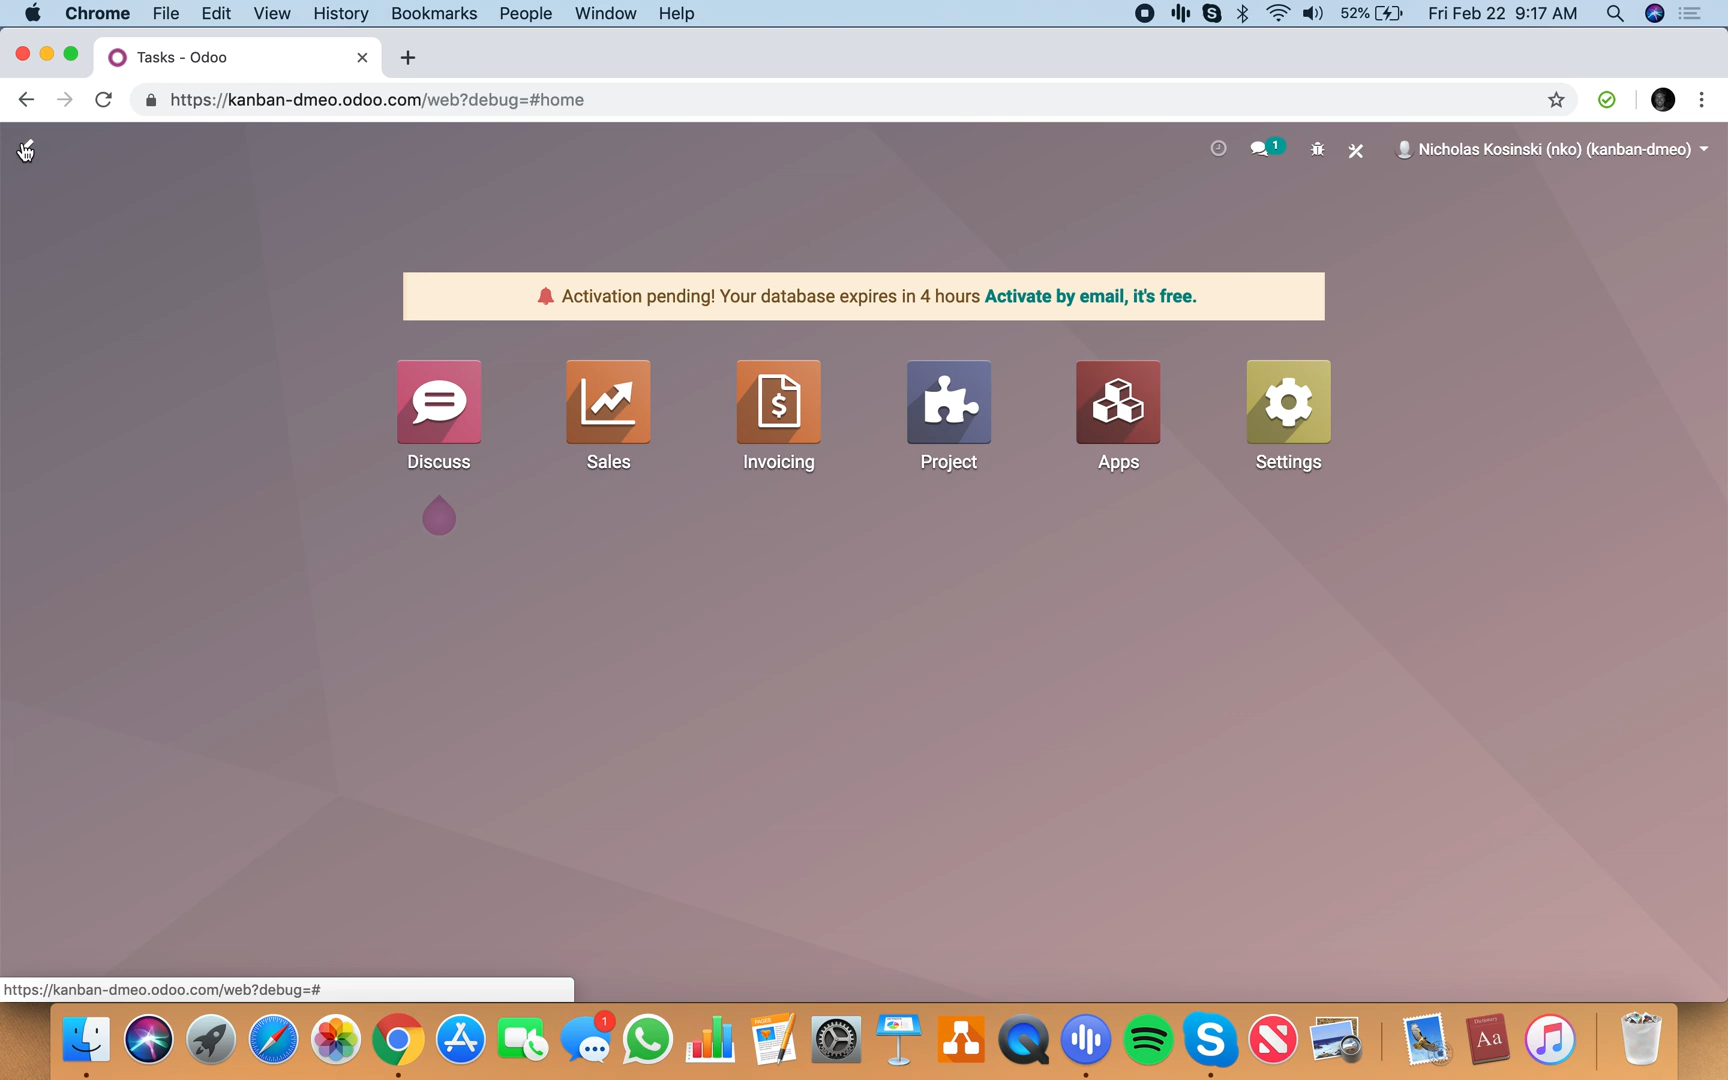 Chrome File Edit View History Bookmarks People Window Help 52% Fri Feb 22 9:17 AM
Tasks - Odoo
https://kanban-dmeo.odoo.com/web?debug=#home
1 Nicholas Kosinski (nko) (kanban-dmeo)
Activation pending! Your database expires in 4 hours Activate by email, it's free.
Discuss Sales Invoicing Project Apps Settings
https://kanban-dmeo.odoo.com/web?debug=#
1
Aa